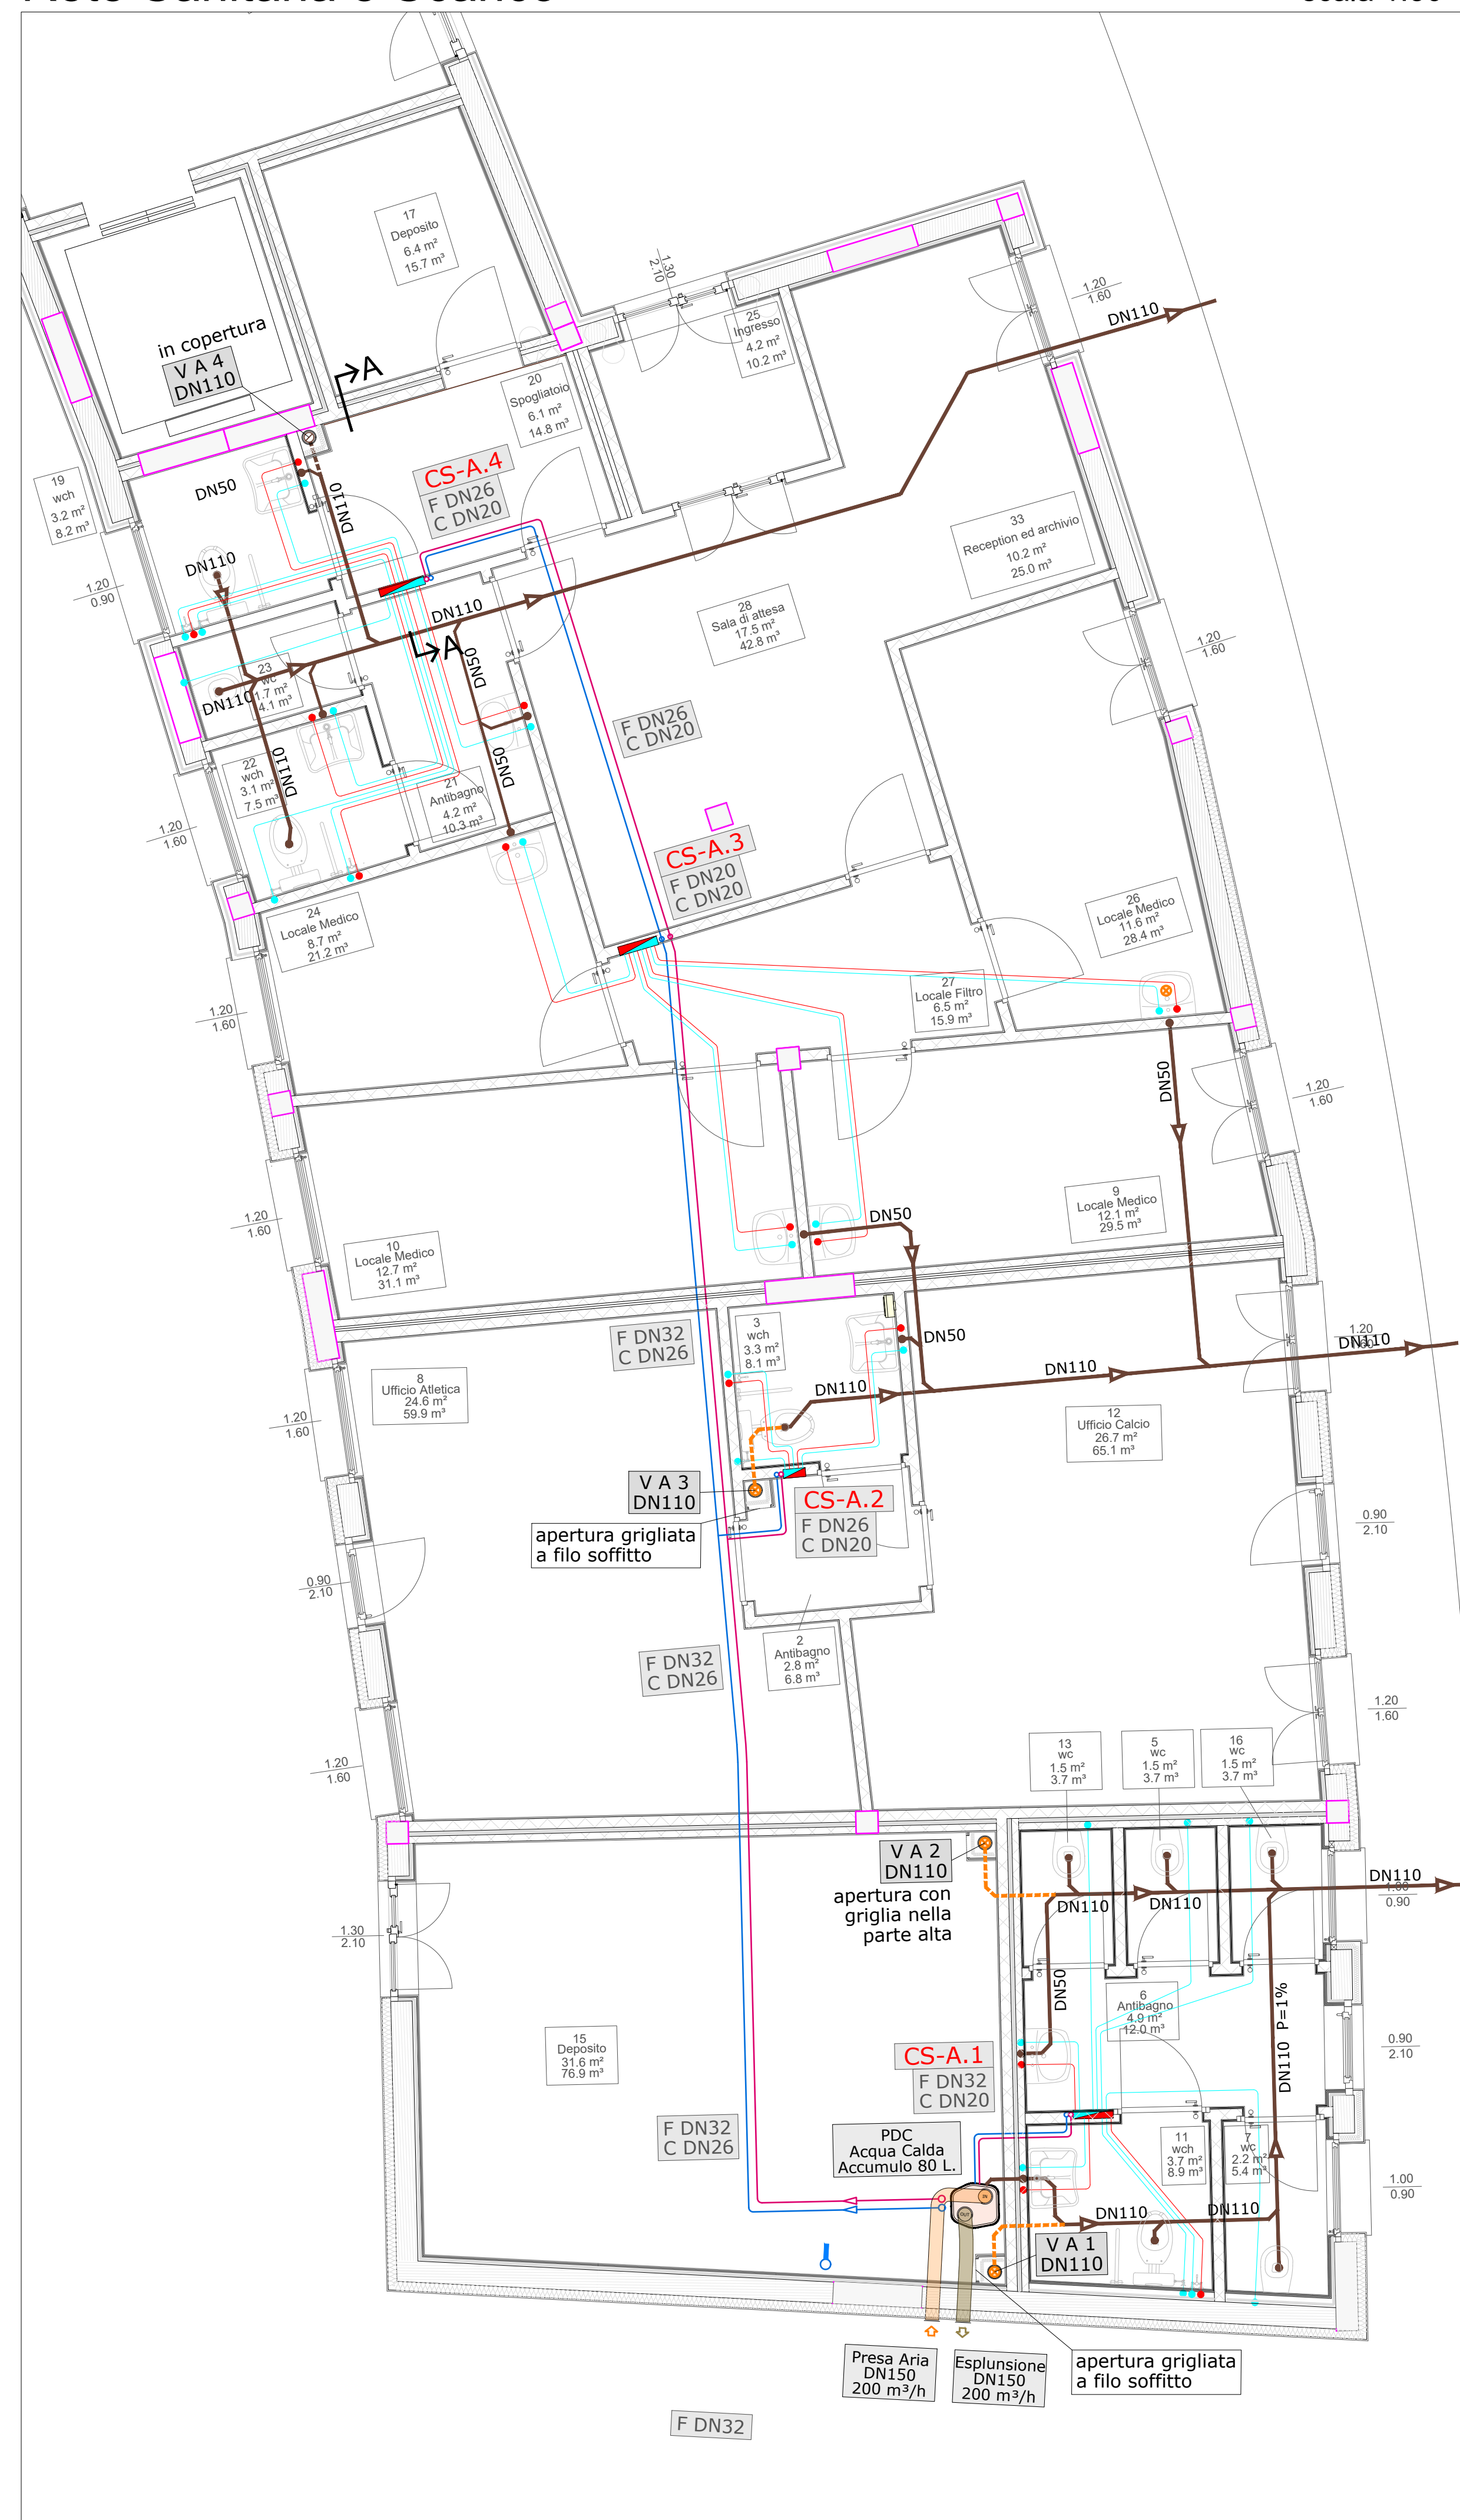 17
Deposito
6.4 m²
15.7 m³
1.30
2.10
25
Ingresso
4.2 m²
10.2 m³
1.20
1.60
DN110
in copertura
V A 4
DN110
A
20
Spogliatoio
6.1 m²
14.8 m³
19
wch
3.2 m²
8.2 m³
DN50
DN110
CS-A.4
F DN26
C DN20
33
Reception ed archivio
10.2 m²
25.0 m³
DN110
1.20
0.90
DN110
28
Sala di attesa
17.5 m²
42.8 m³
1.20
1.60
A
23
wc
1.7 m²
4.1 m³
DN110
DN50
F DN26
C DN20
22
wch
3.1 m²
7.5 m³
DN110
DN50
21
Antibagno
4.2 m²
10.3 m³
1.20
1.60
CS-A.3
F DN20
C DN20
24
Locale Medico
8.7 m²
21.2 m³
26
Locale Medico
11.6 m²
28.4 m³
27
Locale Filtro
6.5 m²
15.9 m³
1.20
1.60
DN50
1.20
1.60
1.20
1.60
10
Locale Medico
12.7 m²
31.1 m³
DN50
9
Locale Medico
12.1 m²
29.5 m³
F DN32
C DN26
3
wch
3.3 m²
8.1 m³
DN50
1.20
1.60
DN110
8
Ufficio Atletica
24.6 m²
59.9 m³
DN110
DN110
1.20
1.60
12
Ufficio Calcio
26.7 m²
65.1 m³
V A 3
DN110
CS-A.2
F DN26
C DN20
apertura grigliata
a filo soffitto
0.90
2.10
0.90
2.10
2
Antibagno
2.8 m²
6.8 m³
F DN32
C DN26
1.20
1.60
1.20
1.60
13
wc
1.5 m²
3.7 m³
5
wc
1.5 m²
3.7 m³
16
wc
1.5 m²
3.7 m³
V A 2
DN110
apertura con
griglia nella
parte alta
DN110
DN110
DN110
0.90
1.30
2.10
DN50
6
Antibagno
4.9 m²
12.0 m³
DN110 P=1%
15
Deposito
31.6 m²
76.9 m³
0.90
2.10
CS-A.1
F DN32
C DN20
F DN32
C DN26
PDC
Acqua Calda
Accumulo 80 L.
11
wch
3.7 m²
8.9 m³
7
wc
2.2 m²
5.4 m³
1.00
0.90
IN
OUT
DN110
DN110
V A 1
DN110
Presa Aria
DN150
200 m³/h
Esplunsione
DN150
200 m³/h
apertura grigliata
a filo soffitto
F DN32